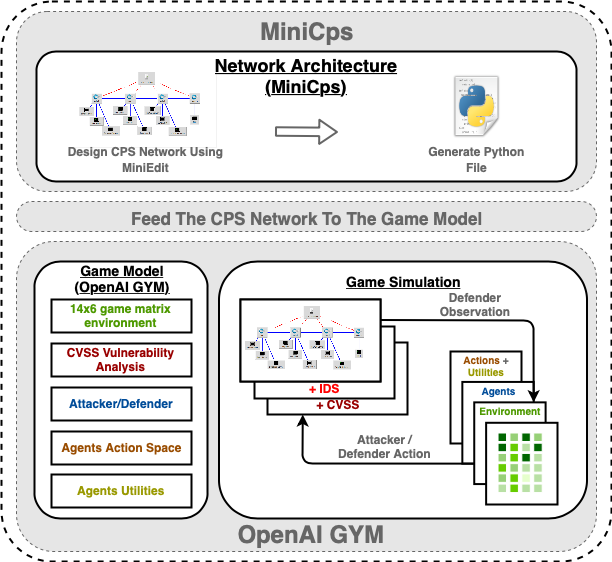 MiniCps
Network Architecture
(MiniCps)
Design CPS Network Using
MiniEdit
Generate Python
File
Feed The CPS Network To The Game Model
Game Model
(OpenAI GYM)
14x6 game matrix
environment
CVSS Vulnerability
Analysis
Attacker/Defender
Agents Action Space
Agents Utilities
Game Simulation
+ IDS
+ CVSS
Defender
Observation
Actions +
Utilities
Agents
Environment
Attacker /
Defender Action
OpenAI GYM